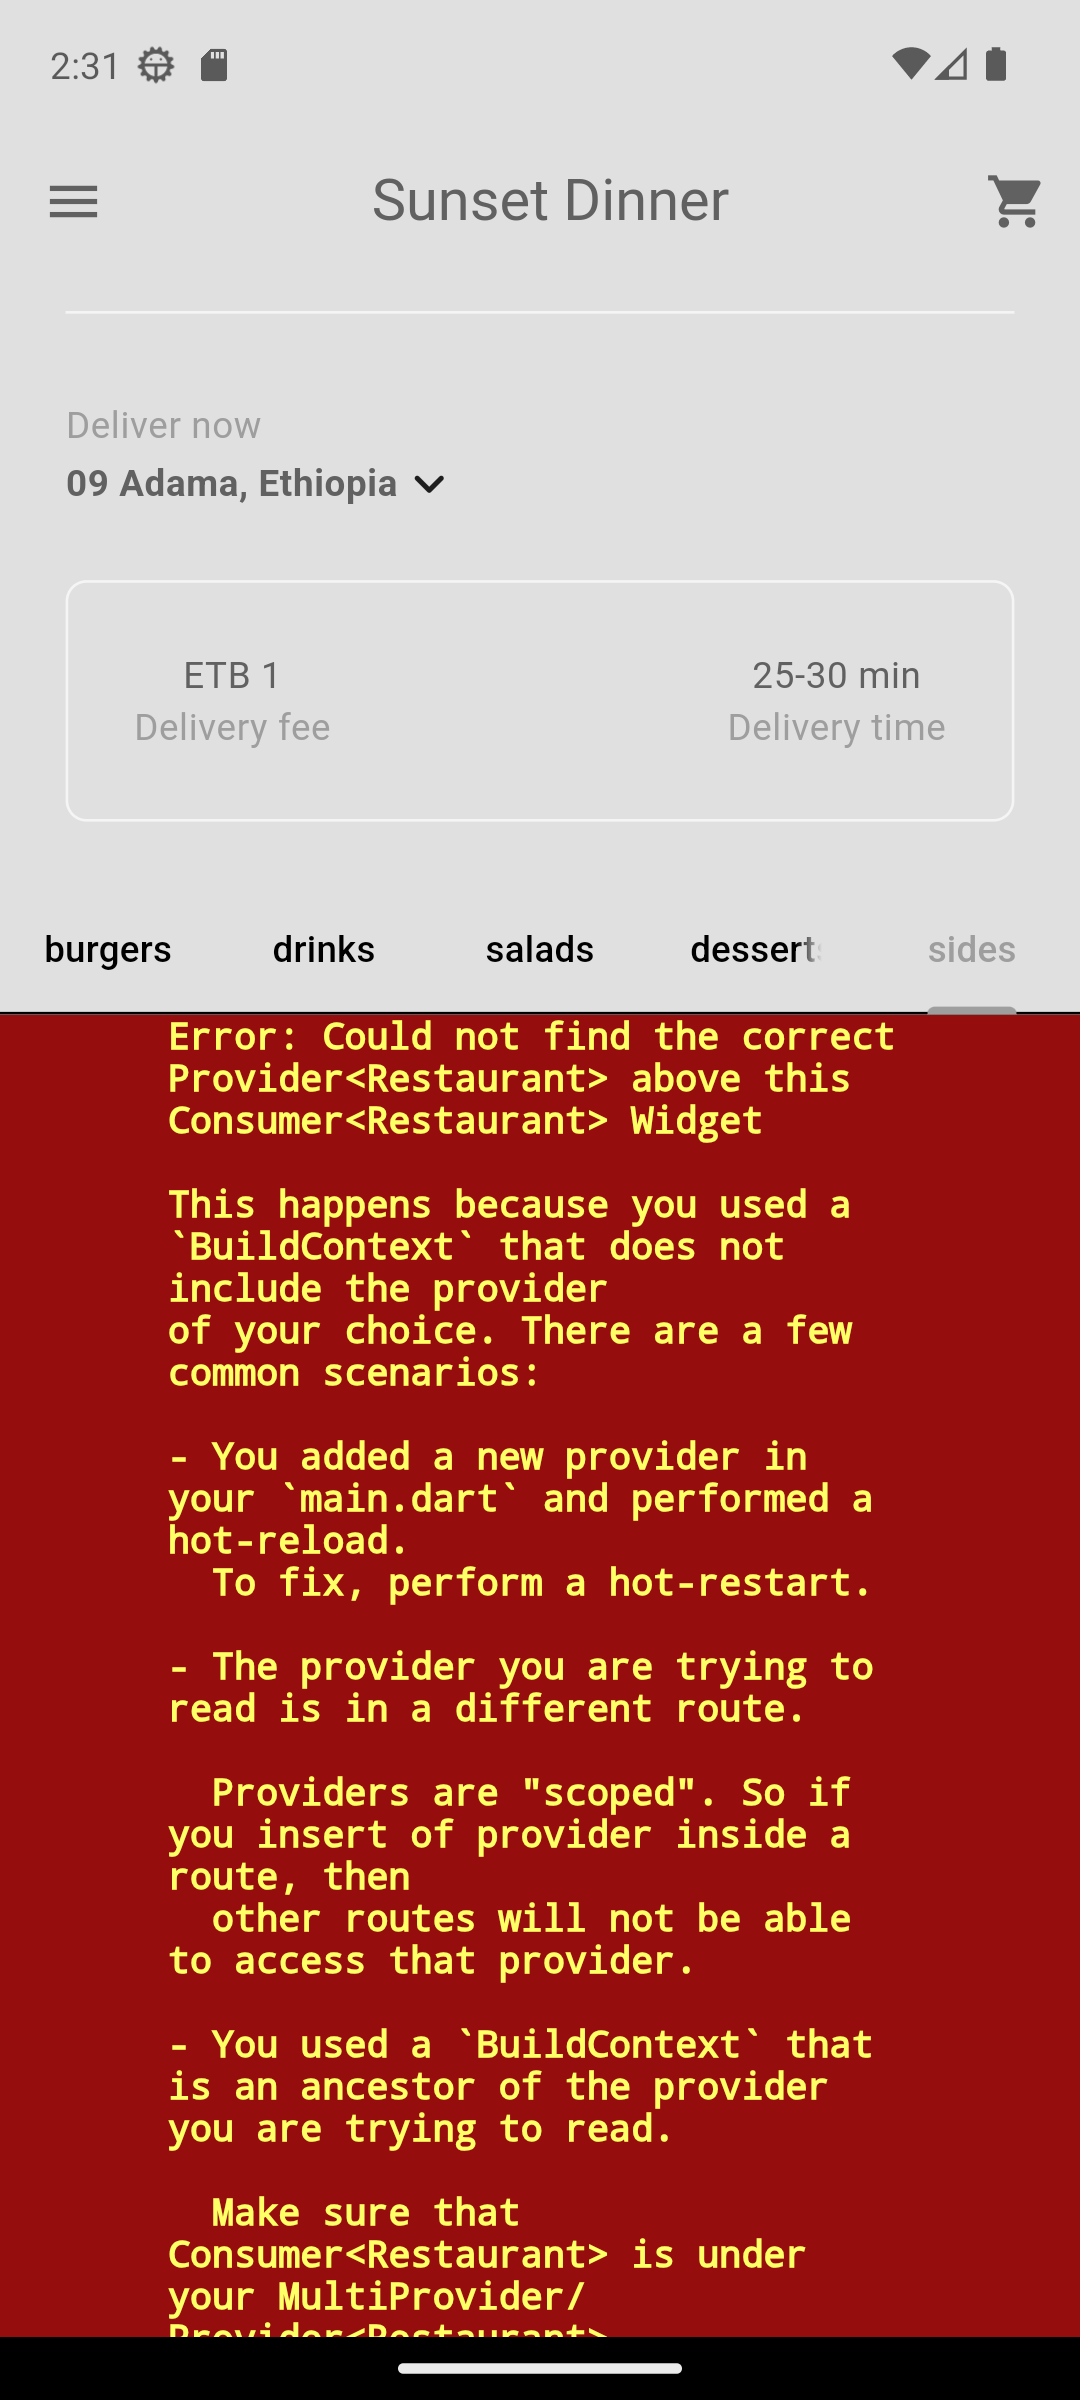 2:31
Sunset Dinner
Deliver now
09 Adama, Ethiopia
ETB 1
25-30 min
Delivery fee
Delivery time
burgers drinks salads desserts sides
Error: Could not find the correct
Provider<Restaurant> above this
Consumer<Restaurant> Widget
This happens because you used a
`BuildContext` that does not
include the provider
of your choice. There are a few
common scenarios:
- You added a new provider in
your `main.dart` and performed a
hot-reload.
To fix, perform a hot-restart.
- The provider you are trying to
read is in a different route.
Providers are "scoped". So if
you insert of provider inside a
route, then
other routes will not be able
to access that provider.
- You used a `BuildContext` that
is an ancestor of the provider
you are trying to read.
Make sure that
Consumer<Restaurant> is under
your MultiProvider/
Provider<Restaurant>